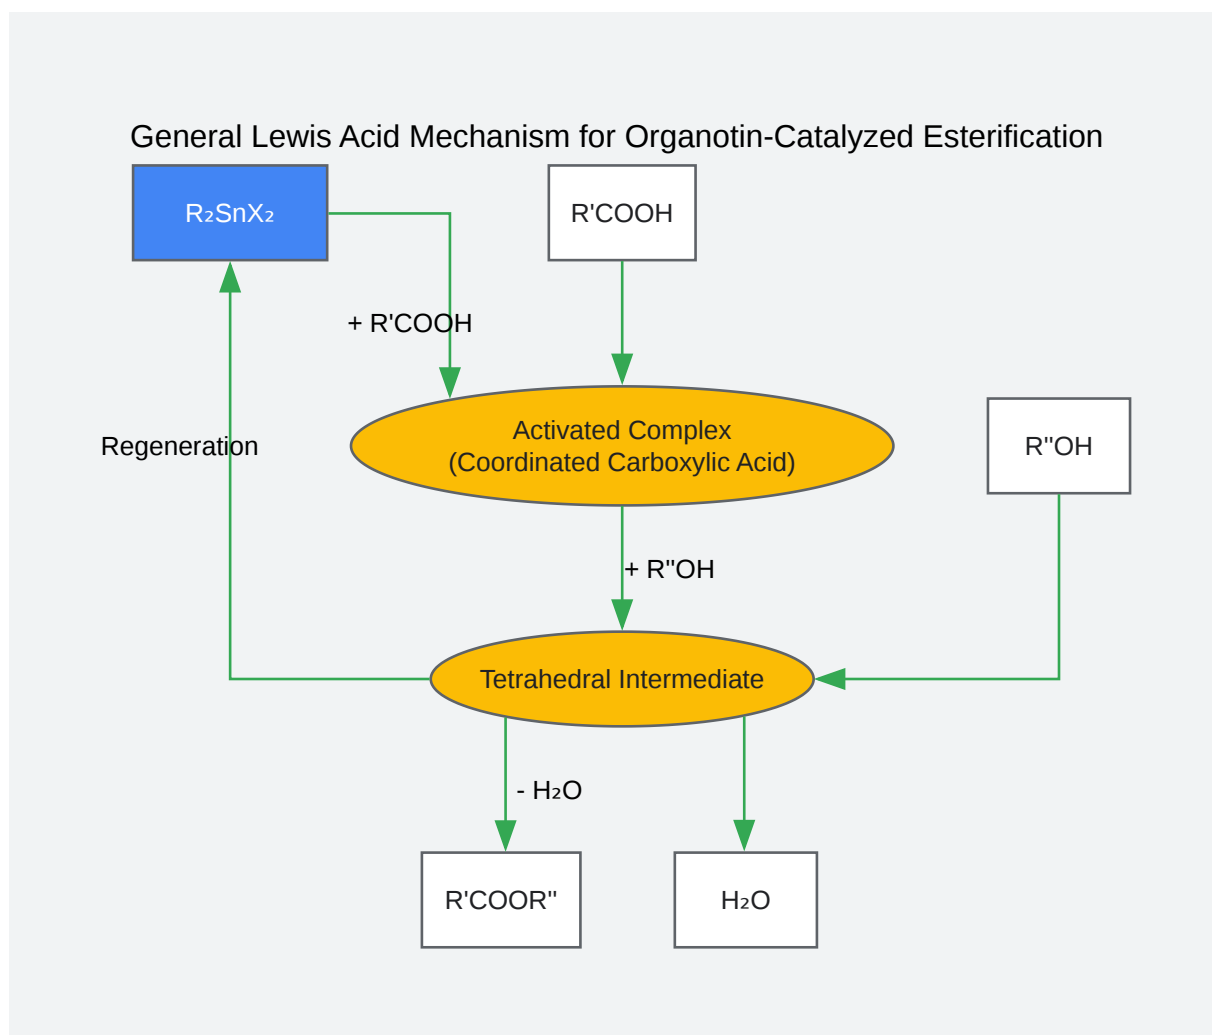 General Lewis Acid Mechanism for Organotin-Catalyzed Esterification
R₂SnX₂
R'COOH
+ R'COOH
Regeneration
Activated Complex
(Coordinated Carboxylic Acid)
R''OH
+ R''OH
Tetrahedral Intermediate
- H₂O
R'COOR''
H₂O